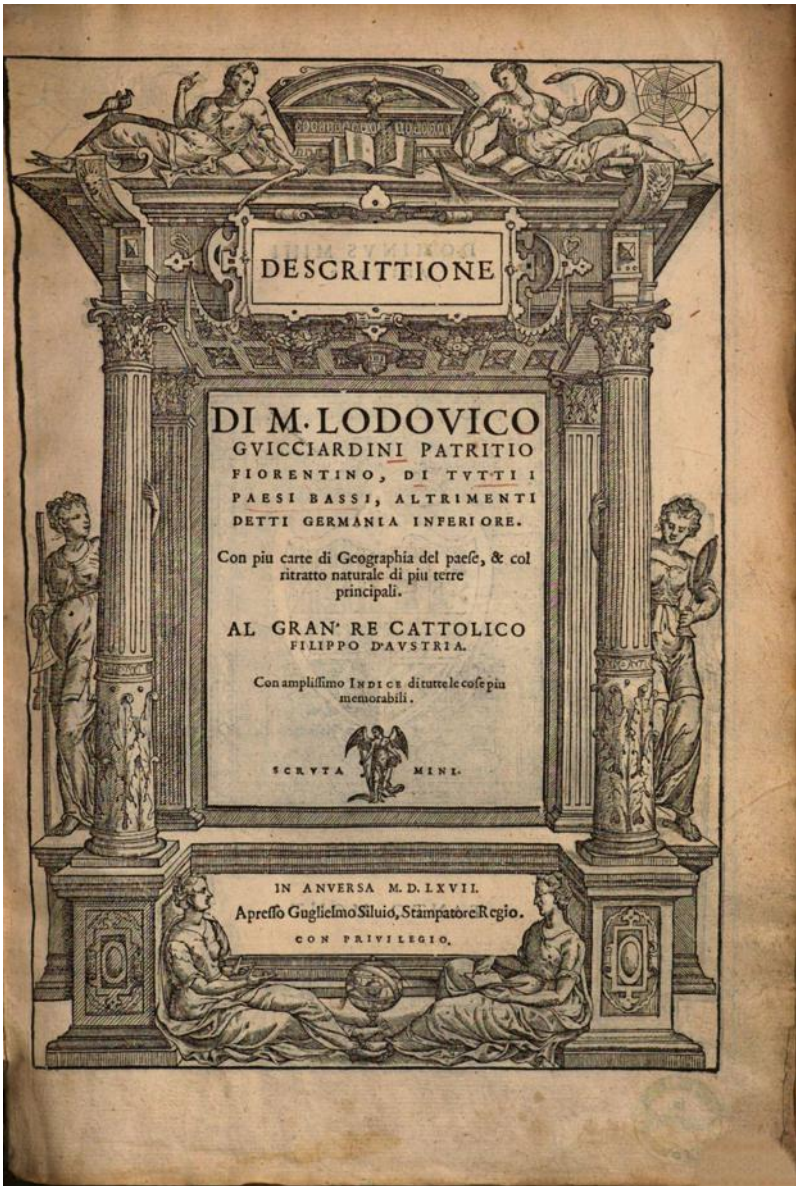 DESCRITTIONE
DI M. LODOVICO
GVICCIARDINI PATRITIO
FIORENTINO, DI TVTTI I
PAESI BASSI, ALTRIMENTI
DETTI GERMANIA INFERIORE.
Con piu carte di Geographia del paeſe, & col
ritratto naturale di piu terre
principali.
AL GRAN' RE CATTOLICO
FILIPPO D'AVSTRIA.
Con ampliſſimo INDICE di tutte le coſe piu
memorabili.
SCRVTA MINI.
IN ANVERSA M. D. LXVII.
Apreſſo Guglielmo Siluio, Stampatore Regio.
CON PRIVILEGIO.